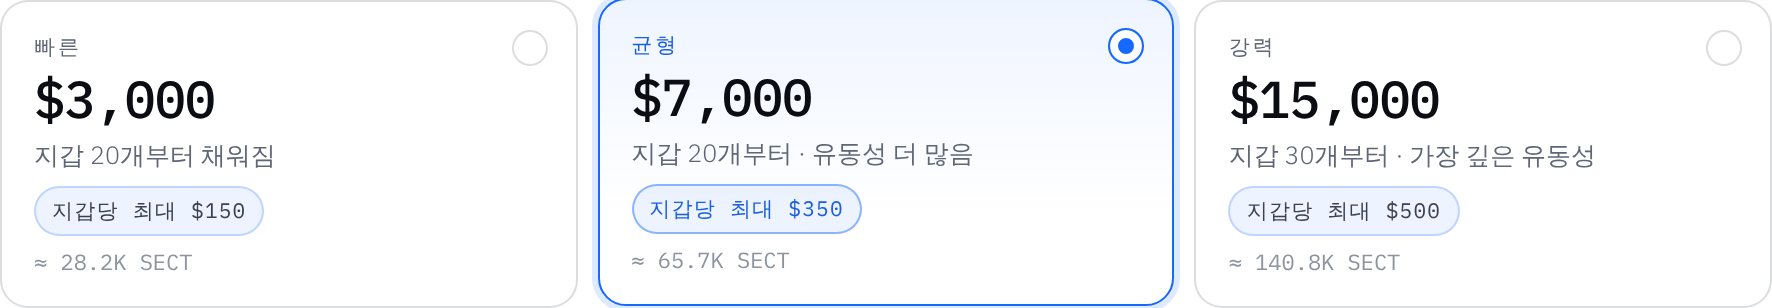 빠른
$3,000
지갑 20개부터 채워짐
지갑당 최대 $150
≈ 28.2K SECT
균형
$7,000
지갑 20개부터 · 유동성 더 많음
지갑당 최대 $350
≈ 65.7K SECT
강력
$15,000
지갑 30개부터 · 가장 깊은 유동성
지갑당 최대 $500
≈ 140.8K SECT